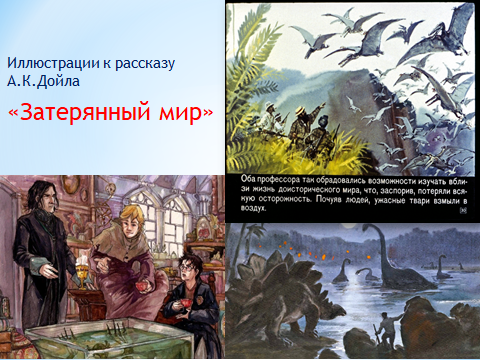 Иллюстрации к рассказу
А.К.Дойла
«Затерянный мир»
Оба профессора так обрадовались возможности изучать вбли-
зи жизнь доисторического мира, что, заспорив, потеряли вся-
кую осторожность. Почуяв людей, ужасные твари взмыли в
воздух.